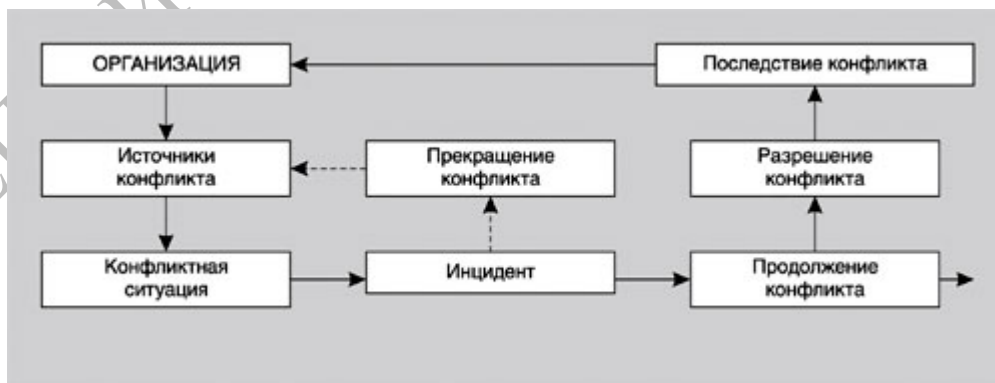 ОРГАНИЗАЦИЯ
Последствие конфликта
Источники
конфликта
Прекращение
конфликта
Разрешение
конфликта
Конфликтная
ситуация
Инцидент
Продолжение
конфликта